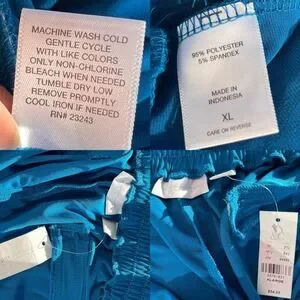 MACHINE WASH COLD
GENTLE CYCLE
WITH LIKE COLORS
ONLY NON-CHLORINE
BLEACH WHEN NEEDED
TUMBLE DRY LOW
REMOVE PROMPTLY
COOL IRON IF NEEDED
RN# 23243
95% POLYESTER
5% SPANDEX
MADE IN
INDONESIA
XL
CARE ON REVERSE
XLARGE